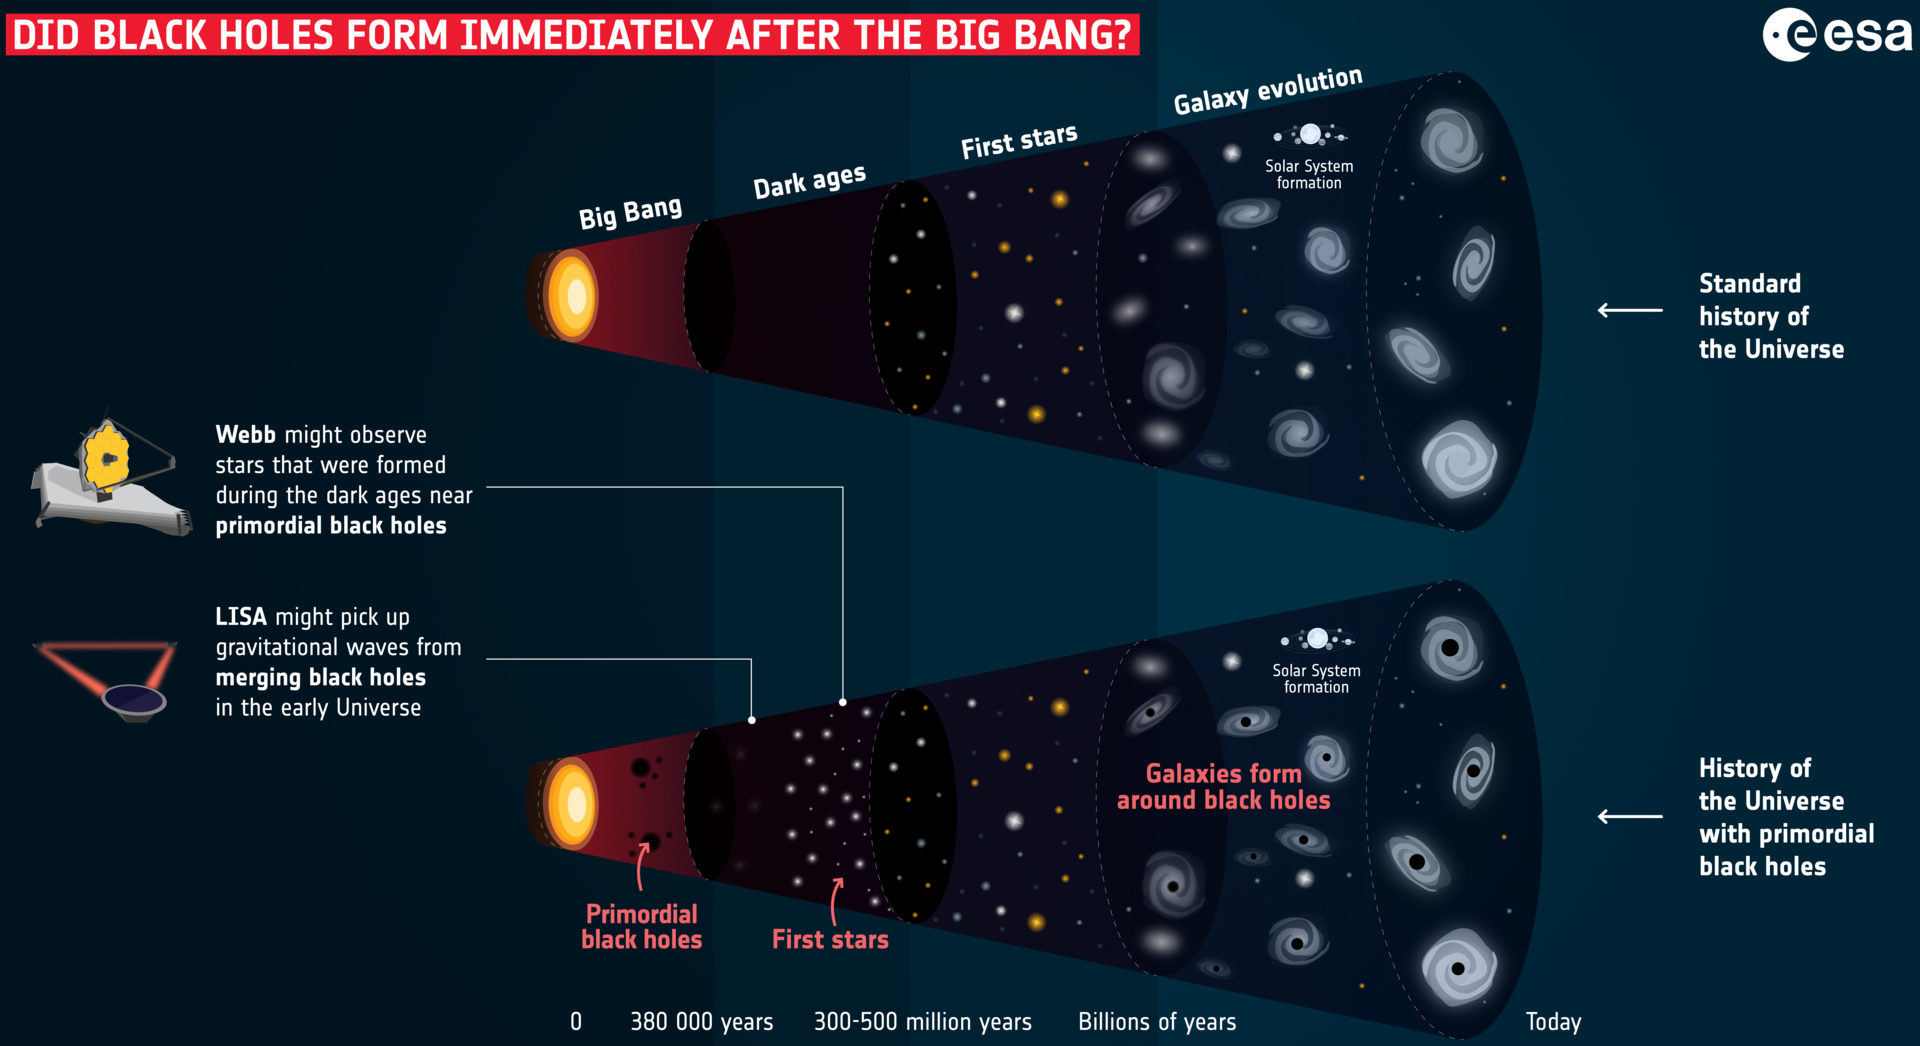 DID BLACK HOLES FORM IMMEDIATELY AFTER THE BIG BANG?
esa
Big Bang
Dark ages
First stars
Galaxy evolution
Solar System
formation
Standard
history of
the Universe
Webb might observe
stars that were formed
during the dark ages near
primordial black holes
LISA might pick up
gravitational waves from
merging black holes
in the early Universe
Solar System
formation
Galaxies form
around black holes
History of
the Universe
with primordial
black holes
Primordial
black holes
First stars
0
380 000 years
300-500 million years
Billions of years
Today